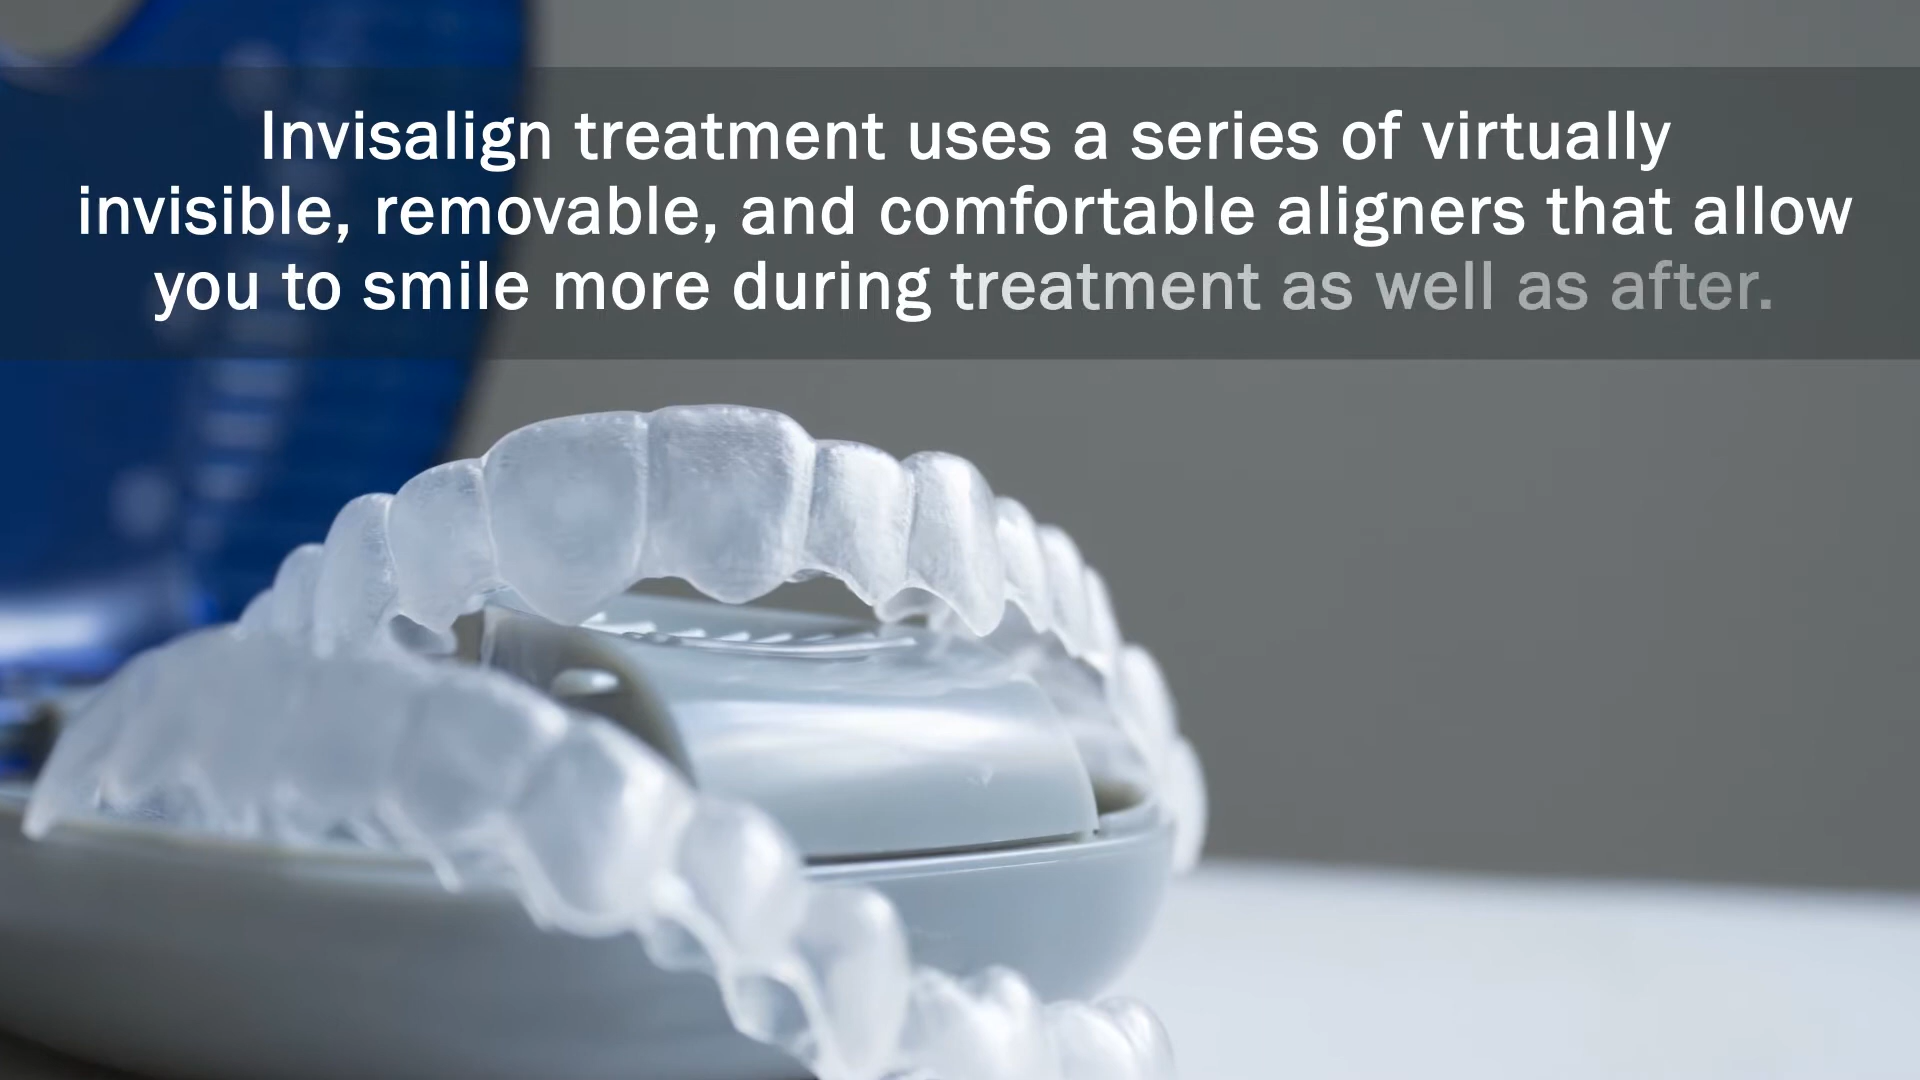 Invisalign treatment uses a series of virtually
invisible, removable, and comfortable aligners that allow
you to smile more during treatment as well as after.